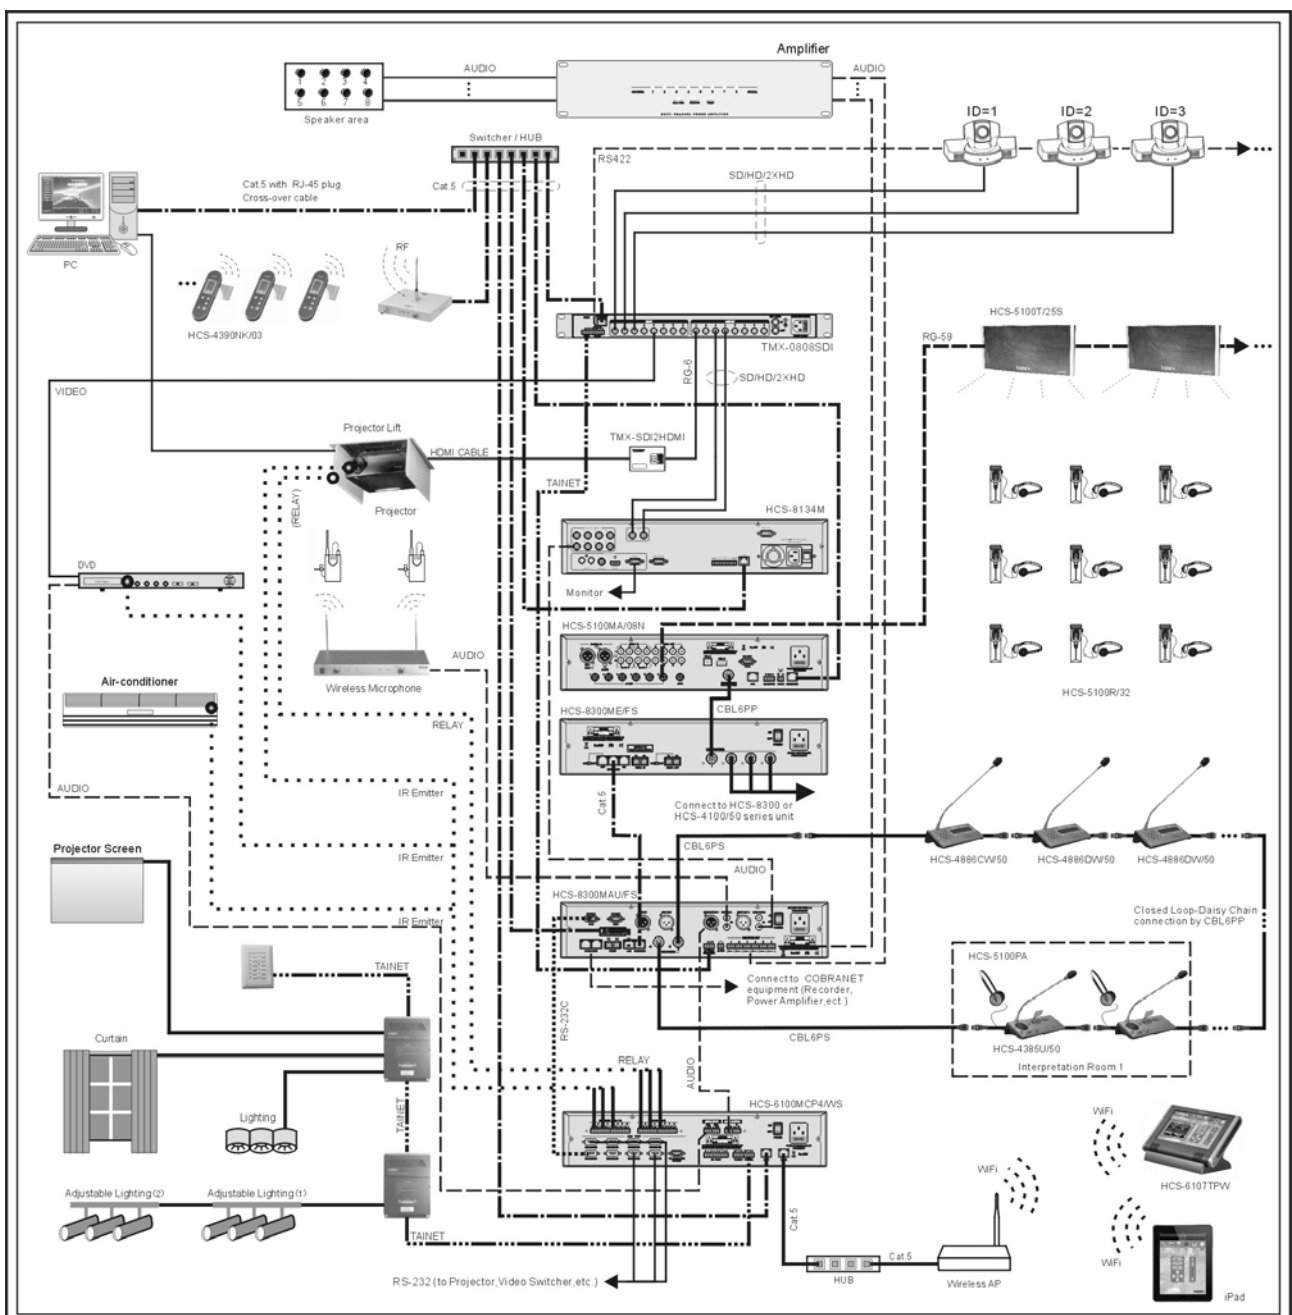 Amplifier
AUDIO
AUDIO
1 2 3 4
5 6 7 8
Speaker area
Switcher / HUB
ID=1
ID=2
ID=3
RS422
Cat.5 with RJ-45 plug
Cross-over cable
Cat.5
SD/HD/2XHD
PC
RF
HCS-4390NK/03
HCS-5100T/25S
TMX-0808SDI
RG-59
RG-6
SD/HD/2XHD
VIDEO
Projector Lift
TMX-SDI2HDMI
HDMI CABLE
TAINET
(RELAY)
Projector
HCS-8134M
DVD
Monitor
HCS-5100MA/08N
AUDIO
Wireless Microphone
Air-conditioner
HCS-5100R/32
HCS-8300ME/FS
CBL6PP
RELAY
AUDIO
IR Emitter
Cat.5
Connect to HCS-8300 or
HCS-4100/50 series unit
Projector Screen
IR Emitter
CBL6PS
HCS-4886CW/50
HCS-4886DW/50
HCS-4886DW/50
AUDIO
HCS-8300MAU/FS
IR Emitter
Closed Loop-Daisy Chain
connection by CBL6PP
TAINET
HCS-5100PA
Connect to COBRANET
equipment (Recorder,
Power Amplifier,ect.)
RS-232C
Curtain
CBL6PS
HCS-4385U/50
Interpretation Room 1
RELAY
AUDIO
Lighting
TAINET
HCS-6100MCP4/WS
WiFi
WiFi
HCS-6107TPW
Adjustable Lighting(2)
Adjustable Lighting(1)
TAINET
Cat.5
Cat.5
HUB
Wireless AP
WiFi
RS-232 (to Projector,Video Switcher,etc.)
iPad